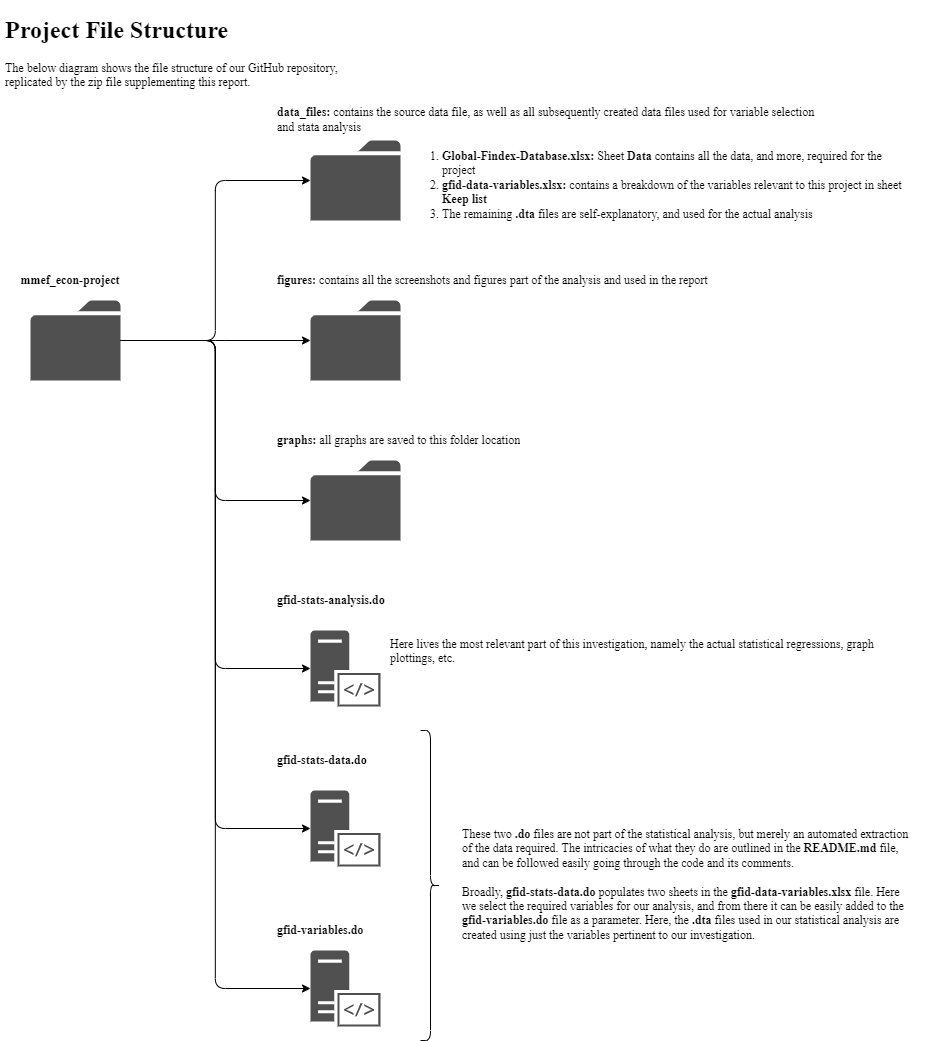 Project File Structure
The below diagram shows the file structure of our GitHub repository,
replicated by the zip file supplementing this report.
data_files: contains the source data file, as well as all subsequently created data files used for variable selection
and stata analysis
1. Global-Findex-Database.xlsx: Sheet Data contains all the data, and more, required for the
project
2. gfid-data-variables.xlsx: contains a breakdown of the variables relevant to this project in sheet
Keep list
3. The remaining .dta files are self-explanatory, and used for the actual analysis
mmef_econ-project
figures: contains all the screenshots and figures part of the analysis and used in the report
graphs: all graphs are saved to this folder location
gfid-stats-analysis.do
Here lives the most relevant part of this investigation, namely the actual statistical regressions, graph
plottings, etc.
</>
gfid-stats-data.do
</>
These two .do files are not part of the statistical analysis, but merely an automated extraction
of the data required. The intricacies of what they do are outlined in the README.md file,
and can be followed easily going through the code and its comments.
Broadly, gfid-stats-data.do populates two sheets in the gfid-data-variables.xlsx file. Here
we select the required variables for our analysis, and from there it can be easily added to the
gfid-variables.do file as a parameter. Here, the .dta files used in our statistical analysis are
created using just the variables pertinent to our investigation.
gfid-variables.do
</>